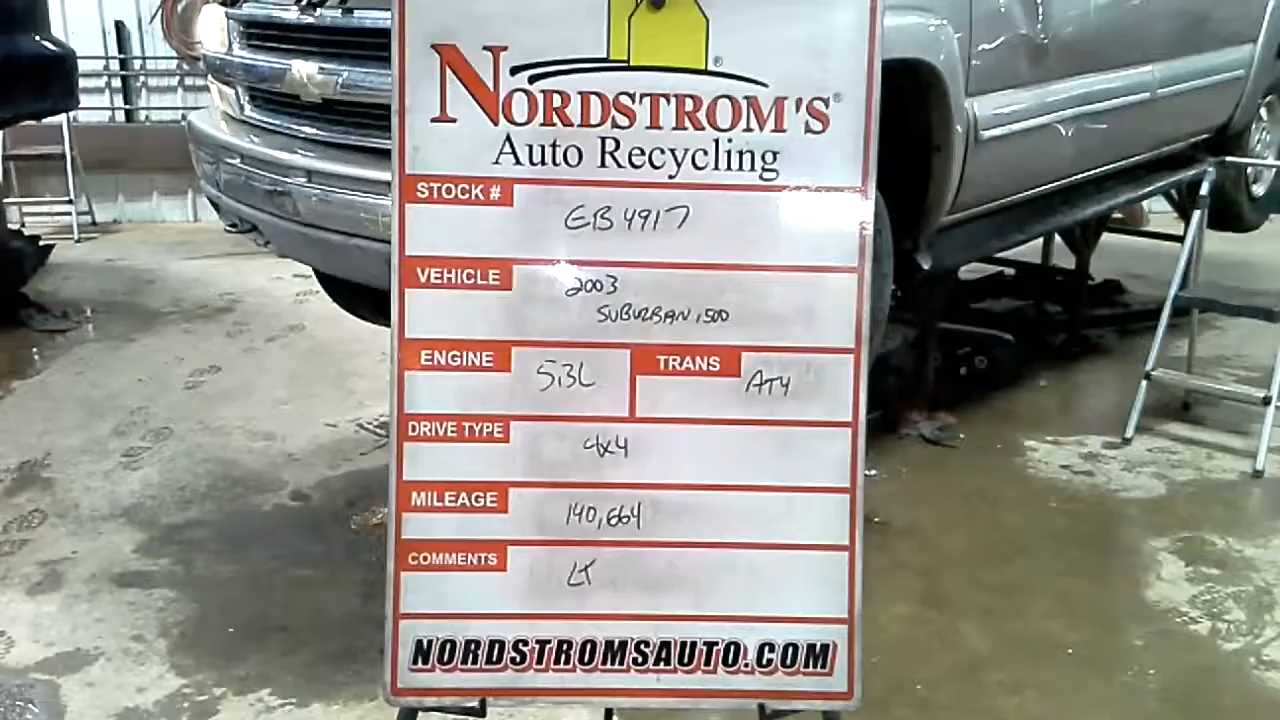 NORDSTROM'S®
Auto Recycling
STOCK #
EB4917
VEHICLE
2003
SUBURBAN 1500
ENGINE
5.3L
TRANS
AT4
DRIVE TYPE
4x4
MILEAGE
140,664
COMMENTS
LT
NORDSTROMSAUTO.COM